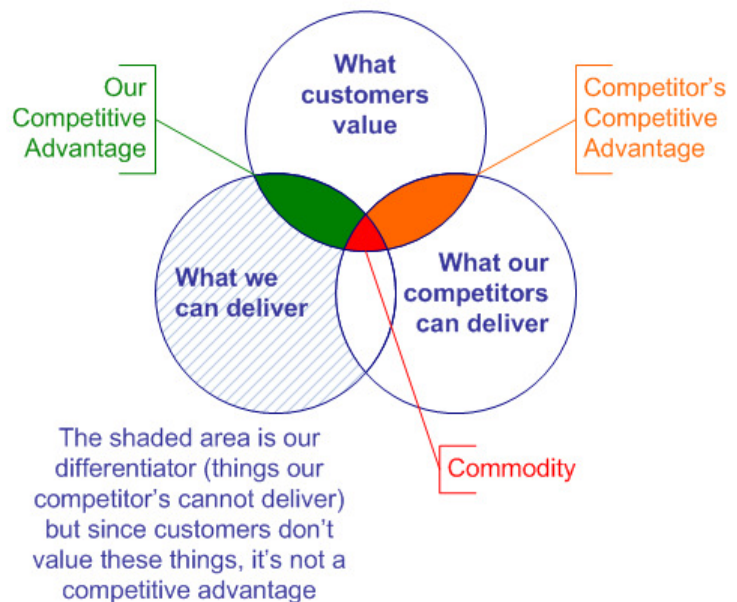 What
customers
value
Our
Competitive
Advantage
Competitor's
Competitive
Advantage
What we
can deliver
What our
competitors
can deliver
The shaded area is our
differentiator (things our
competitor's cannot deliver)
but since customers don't
value these things, it's not a
competitive advantage
Commodity